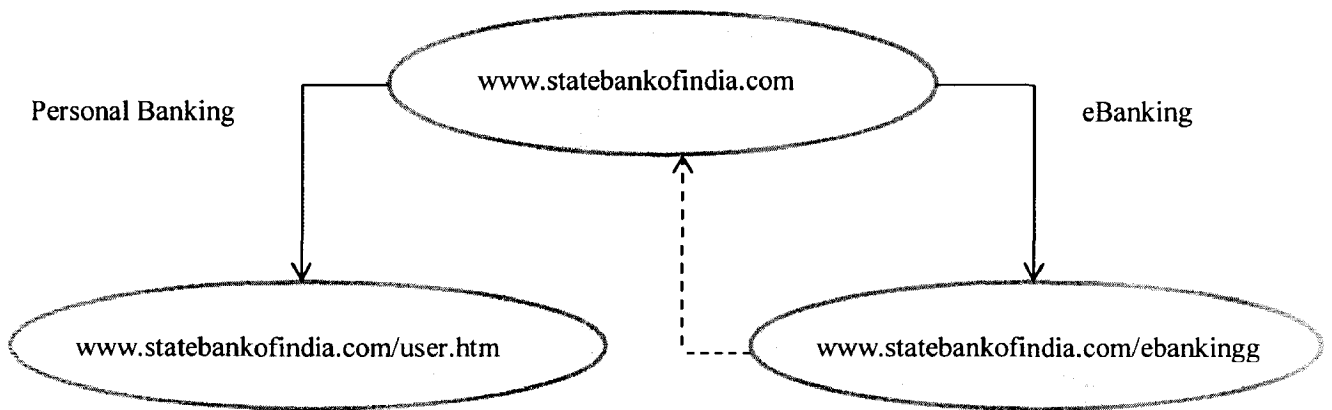 www.statebankofindia.com
Personal Banking
eBanking
www.statebankofindia.com/user.htm
www.statebankofindia.com/ebankingg